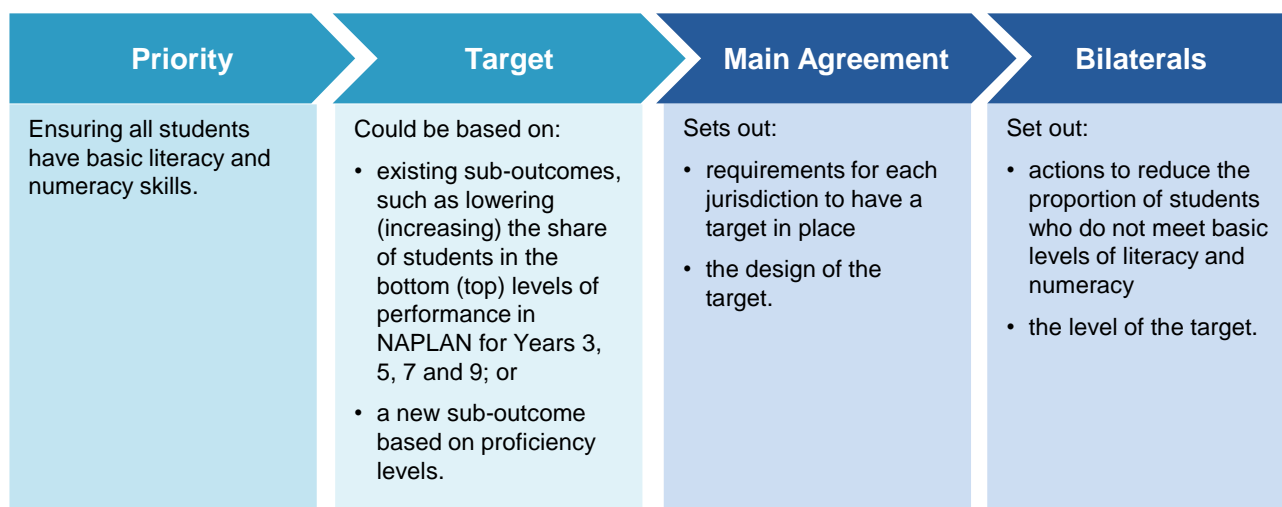 Priority
Target
Main Agreement
Bilaterals
Ensuring all students
have basic literacy and
numeracy skills.
Could be based on:
• existing sub-outcomes,
such as lowering
(increasing) the share
of students in the
bottom (top) levels of
performance in
NAPLAN for Years 3,
5, 7 and 9; or
• a new sub-outcome
based on proficiency
levels.
Sets out:
• requirements for each
jurisdiction to have a
target in place
• the design of the
target.
Set out:
• actions to reduce the
proportion of students
who do not meet basic
levels of literacy and
numeracy
• the level of the target.